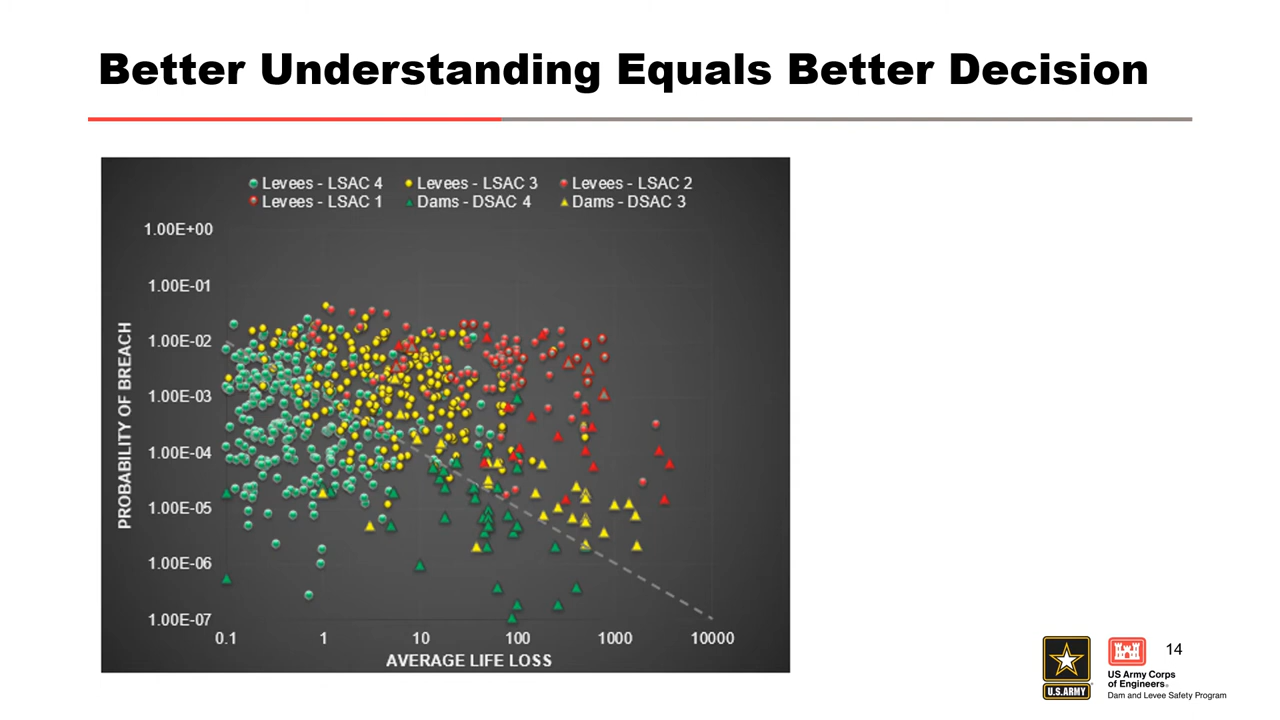 Better Understanding Equals Better Decision
Levees - LSAC 4 Levees - LSAC 3 Levees - LSAC 2
Levees - LSAC 1 Dams - DSAC 4 Dams - DSAC 3
1.00E+00
1.00E-01
1.00E-02
1.00E-03
1.00E-04
1.00E-05
1.00E-06
1.00E-07
PROBABILITY OF BREACH
0.1 1 10 100 1000 10000
AVERAGE LIFE LOSS
U.S.ARMY
US Army Corps
of Engineers®
Dam and Levee Safety Program
14